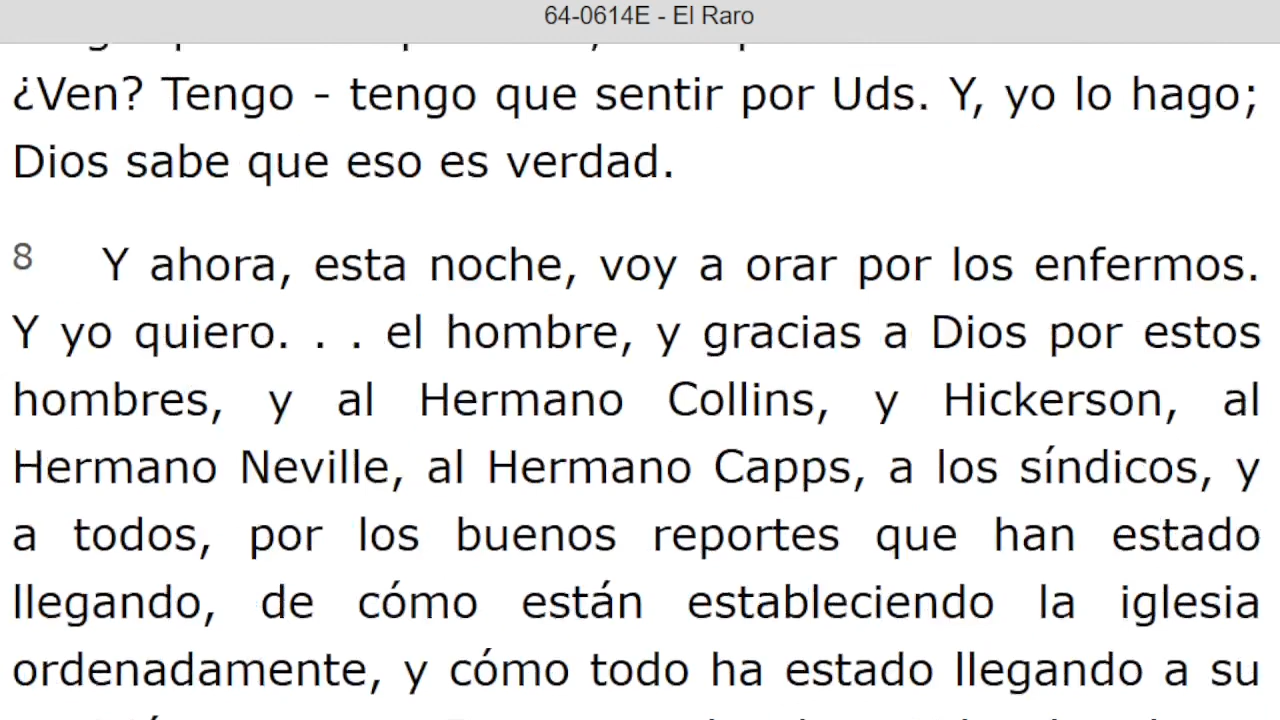 64-0614E - El Raro
¿Ven? Tengo - tengo que sentir por Uds. Y, yo lo hago;
Dios sabe que eso es verdad.
8 Y ahora, esta noche, voy a orar por los enfermos.
Y yo quiero. . . el hombre, y gracias a Dios por estos
hombres, y al Hermano Collins, y Hickerson, al
Hermano Neville, al Hermano Capps, a los síndicos, y
a todos, por los buenos reportes que han estado
llegando, de cómo están estableciendo la iglesia
ordenadamente, y cómo todo ha estado llegando a su